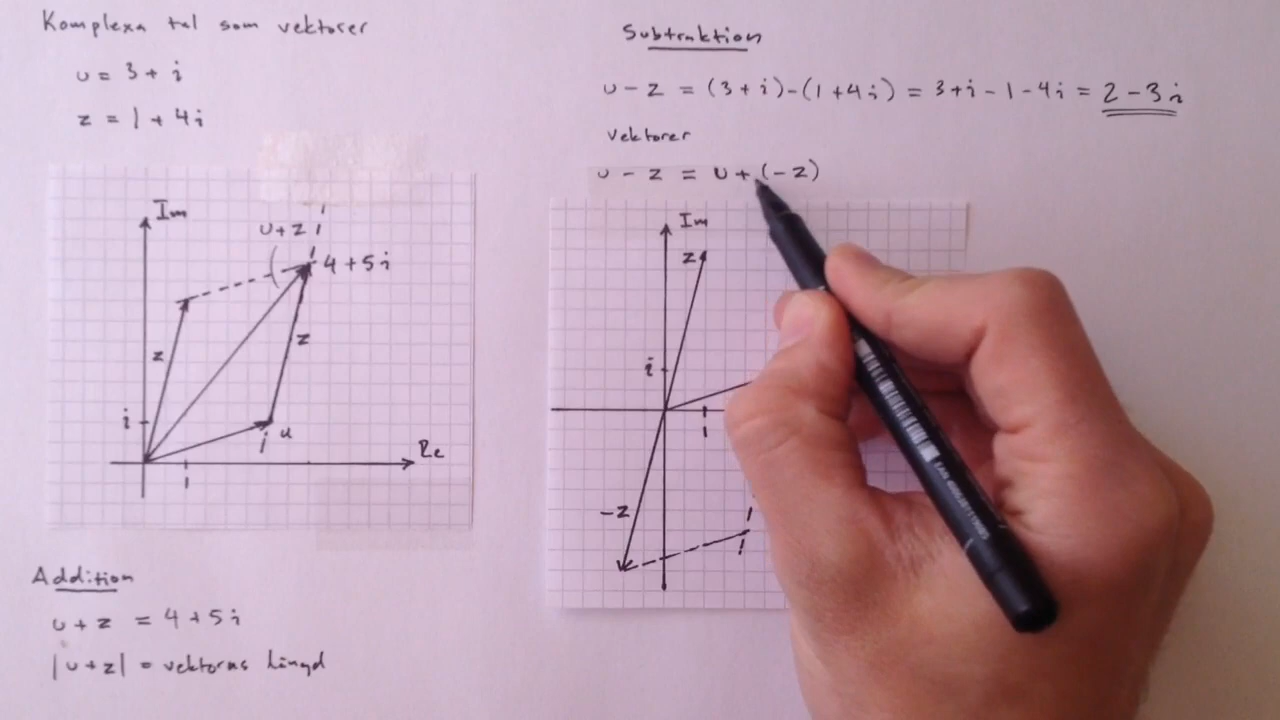 Komplexa tal som vektorer
u = 3 + i
z = 1 + 4i
Im
u+z
4+5i
z
z
i
u
Re
1
Addition
u + z = 4 + 5i
|u+z| = vektorns längd
Subtraktion
u - z = (3+i)-(1+4i) = 3+i-1-4i = 2-3i
Vektorer
u - z = u + (-z)
Im
z
i
1
-z